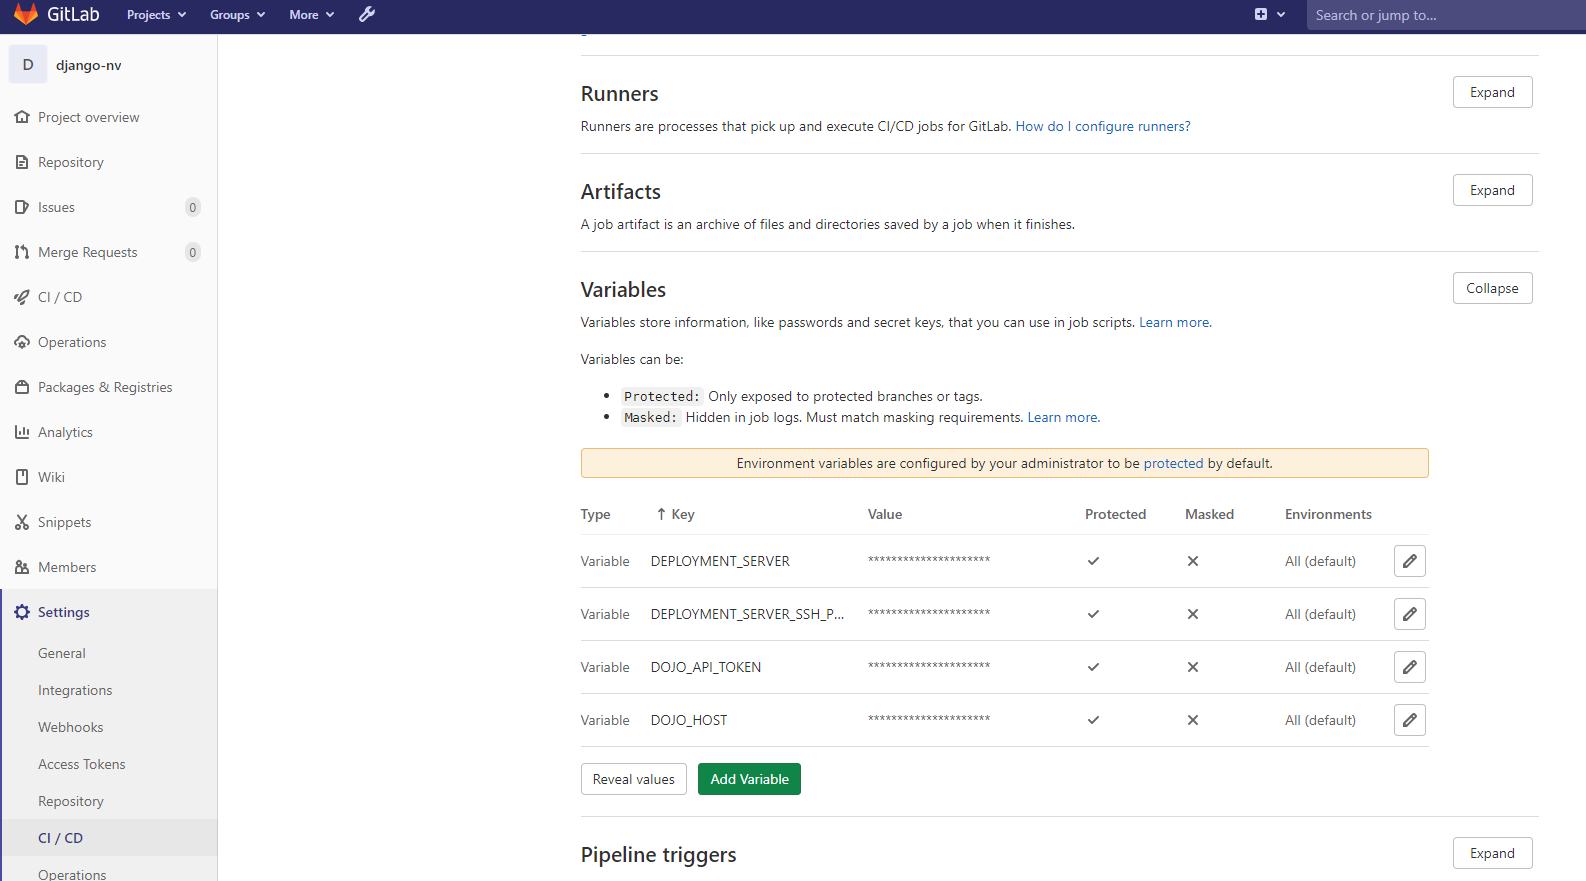 GitLab Projects Groups More Search or jump to...
D django-nv
Project overview
Repository
Issues 0
Merge Requests 0
CI / CD
Operations
Packages & Registries
Analytics
Wiki
Snippets
Members
Settings
General
Integrations
Webhooks
Access Tokens
Repository
CI / CD
Operations
Runners Expand
Runners are processes that pick up and execute CI/CD jobs for GitLab. How do I configure runners?
Artifacts Expand
A job artifact is an archive of files and directories saved by a job when it finishes.
Variables Collapse
Variables store information, like passwords and secret keys, that you can use in job scripts. Learn more.
Variables can be:
Protected: Only exposed to protected branches or tags.
Masked: Hidden in job logs. Must match masking requirements. Learn more.
Environment variables are configured by your administrator to be protected by default.
Type ↑ Key Value Protected Masked Environments
Variable DEPLOYMENT_SERVER ********************* All (default)
Variable DEPLOYMENT_SERVER_SSH_P... ********************* All (default)
Variable DOJO_API_TOKEN ********************* All (default)
Variable DOJO_HOST ********************* All (default)
Reveal values Add Variable
Pipeline triggers Expand